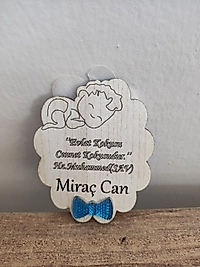 "Evlat Kokusu
Cennet Kokusudur."
Hz.Muhammed(SAV)
Miraç Can